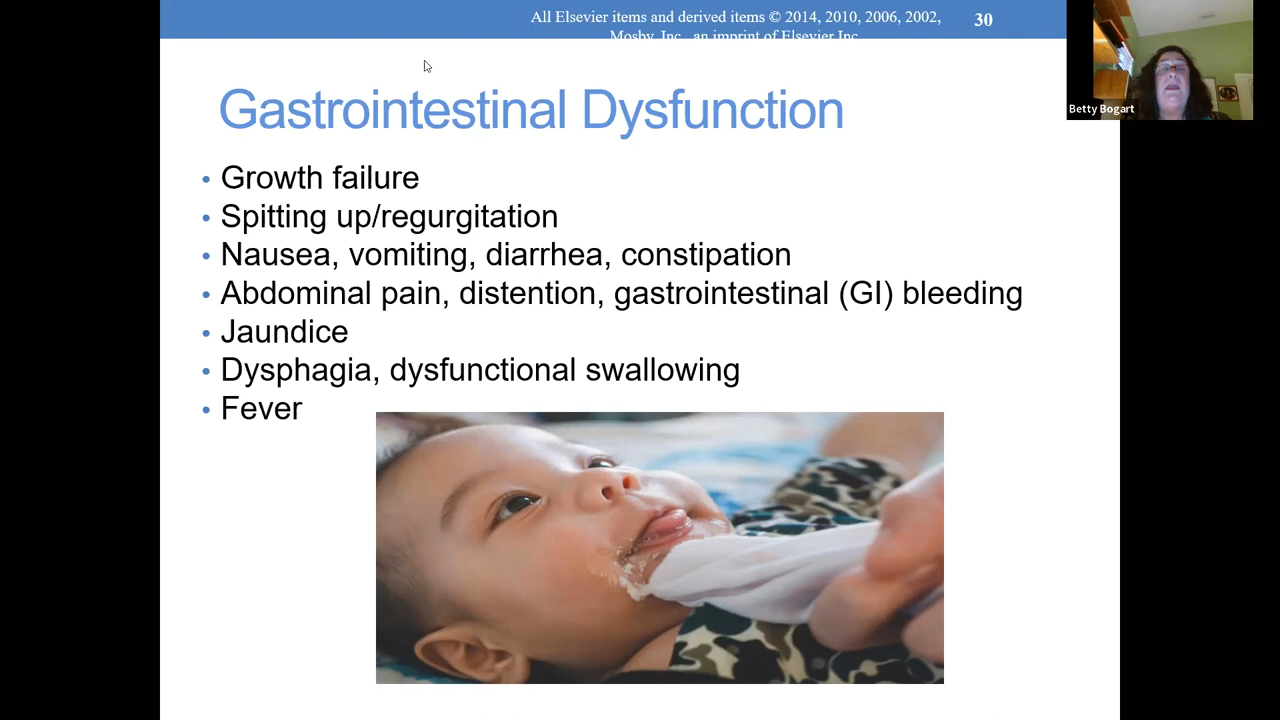 All Elsevier items and derived items © 2014, 2010, 2006, 2002,
Mosby, Inc., an imprint of Elsevier Inc.
30
Betty Bogart
Gastrointestinal Dysfunction
• Growth failure
• Spitting up/regurgitation
• Nausea, vomiting, diarrhea, constipation
• Abdominal pain, distention, gastrointestinal (GI) bleeding
• Jaundice
• Dysphagia, dysfunctional swallowing
• Fever